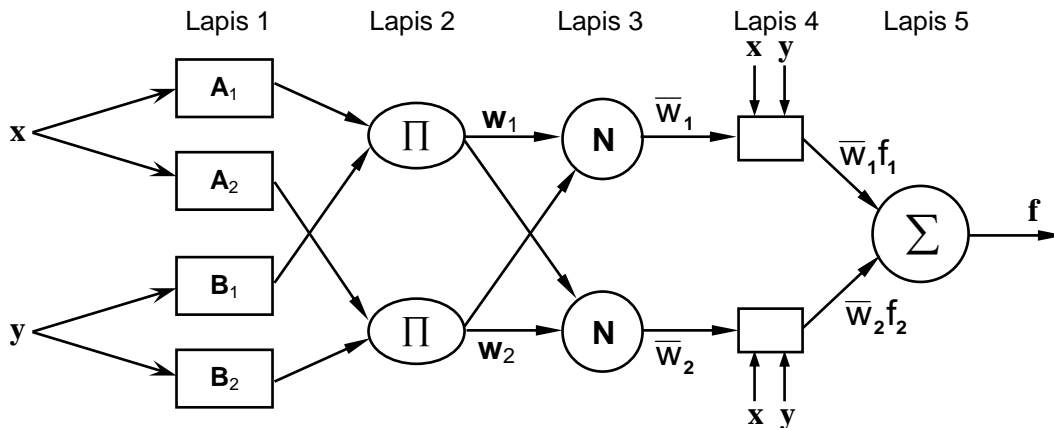 Lapis 1 Lapis 2 Lapis 3 Lapis 4 Lapis 5
x y
A₁
w₁ w̅₁
x ∏ N w̅₁f₁
A₂
f
∑
B₁
w̅₂f₂
y ∏ N
w₂ w̅₂
B₂
x y